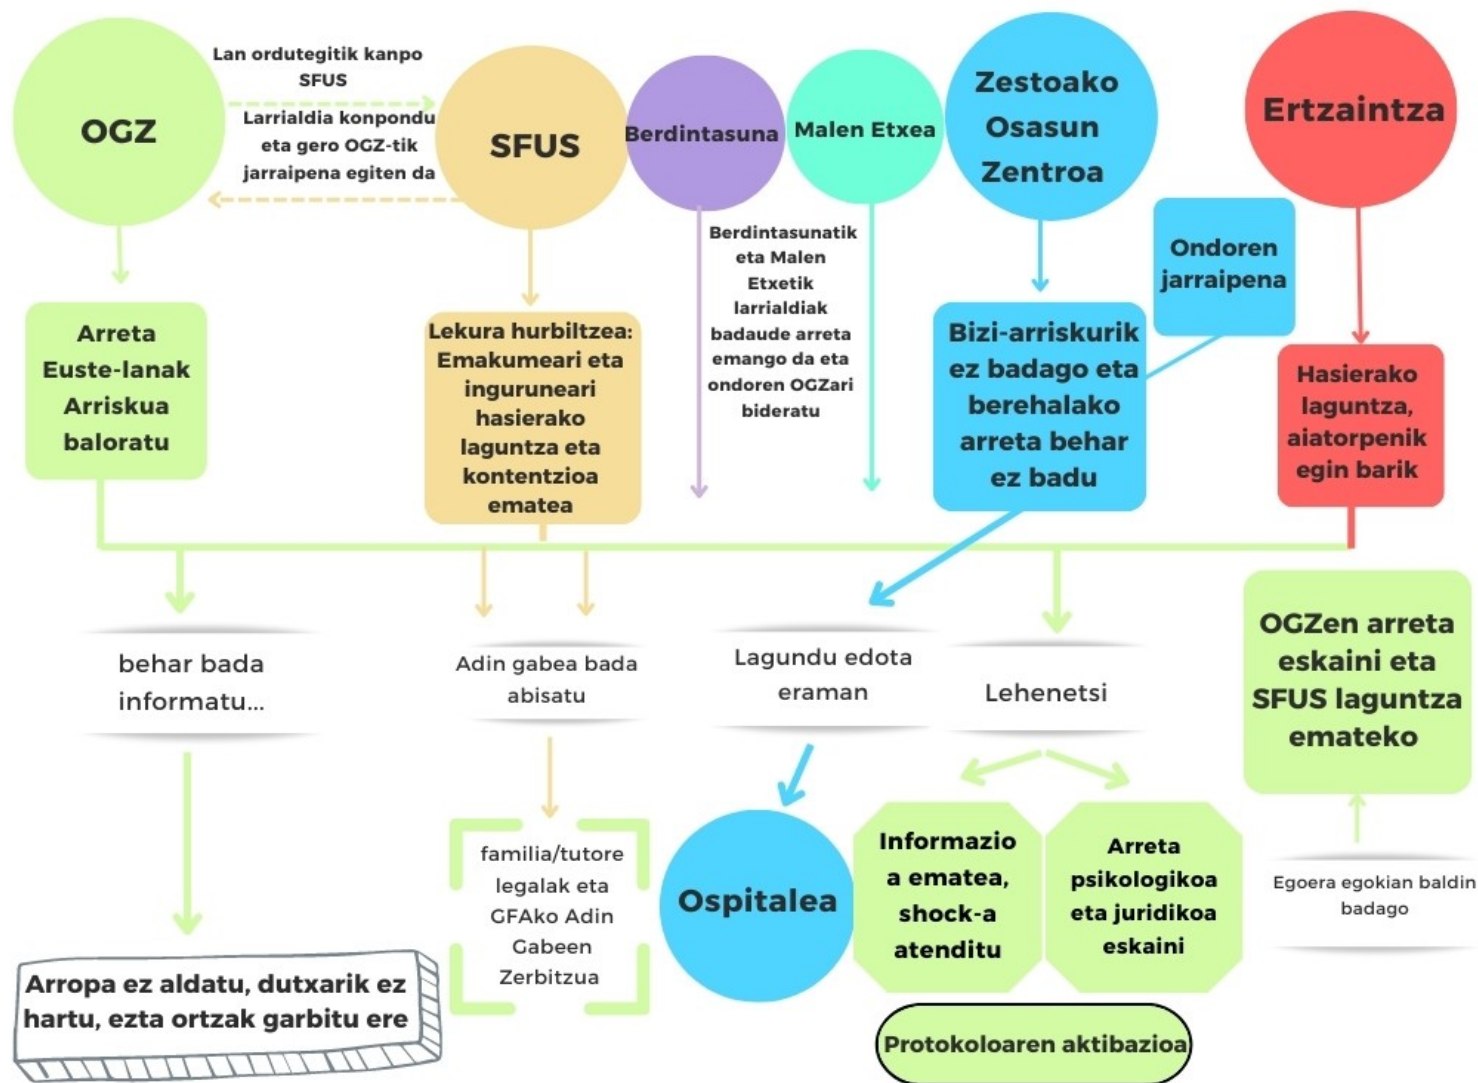 OGZ
Lan ordutegitik kanpo
SFUS
Larrialdia konpondu
eta gero OGZ-tik
jarraipena egiten da
SFUS
Berdintasuna
Malen Etxea
Zestoako
Osasun
Zentroa
Ertzaintza
Arreta
Euste-lanak
Arriskua
baloratu
Lekura hurbiltzea:
Emakumeari eta
inguruneari
hasierako
laguntza eta
kontentzioa
ematea
Berdintasunatik
eta Malen
Etxetik
larrialdiak
badaude arreta
emango da eta
ondoren OGZari
bideratu
Bizi-arriskurik
ez badago eta
berehalako
arreta behar
ez badu
Ondoren
jarraipena
Hasierako
laguntza,
aiatorpenik
egin barik
behar bada
informatu...
Adin gabea bada
abisatu
Lagundu edota
eraman
Lehenetsi
OGZen arreta
eskaini eta
SFUS laguntza
emateko
Arropa ez aldatu, dutxarik ez
hartu, ezta ortzak garbitu ere
familia/tutore
legalak eta
GFAko Adin
Gabeen
Zerbitzua
Ospitalea
Informazio
a ematea,
shock-a
atenditu
Arreta
psikologikoa
eta juridikoa
eskaini
Egoera egokian baldin
badago
Protokoloaren aktibazioa